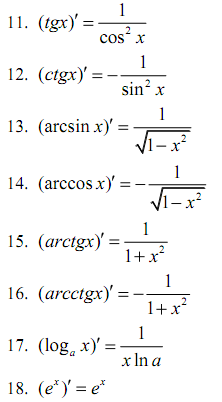 11. (tgx)′ = 1/cos² x
12. (ctgx)′ = −1/sin² x
13. (arcsin x)′ = 1/√(1−x²)
14. (arccos x)′ = −1/√(1−x²)
15. (arctgx)′ = 1/(1+x²)
16. (arcctgx)′ = −1/(1+x²)
17. (logₐ x)′ = 1/(x ln a)
18. (eˣ)′ = eˣ